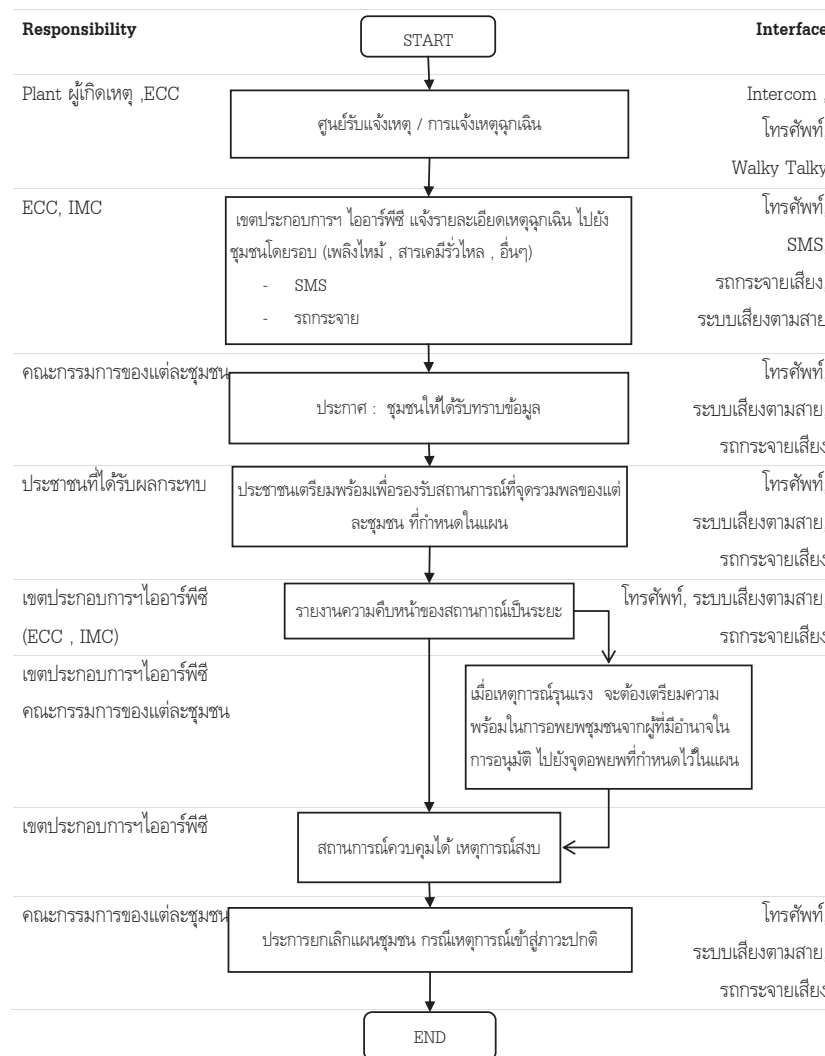 Responsibility
START
Interface
Plant ผู้เกิดเหตุ ,ECC
ศูนย์รับแจ้งเหตุ / การแจ้งเหตุฉุกเฉิน
Intercom ,
โทรศัพท์,
Walky Talky
ECC, IMC
เขตประกอบการฯ ไออาร์พีซี แจ้งรายละเอียดเหตุฉุกเฉิน ไปยัง
ชุมชนโดยรอบ (เพลิงไหม้ , สารเคมีรั่วไหล , อื่นๆ)
- SMS
- รถกระจาย
โทรศัพท์,
SMS,
รถกระจายเสียง,
ระบบเสียงตามสาย
คณะกรรมการของแต่ละชุมชน
ประกาศ : ชุมชนให้ได้รับทราบข้อมูล
โทรศัพท์,
ระบบเสียงตามสาย,
รถกระจายเสียง
ประชาชนที่ได้รับผลกระทบ
ประชาชนเตรียมพร้อมเพื่อรองรับสถานการณ์ที่จุดรวมพลของแต่
ละชุมชน ที่กำหนดในแผน
โทรศัพท์,
ระบบเสียงตามสาย,
รถกระจายเสียง
เขตประกอบการฯไออาร์พีซี
(ECC , IMC)
รายงานความคืบหน้าของสถานกาณ์เป็นระยะ
โทรศัพท์, ระบบเสียงตามสาย,
รถกระจายเสียง
เขตประกอบการฯไออาร์พีซี
คณะกรรมการของแต่ละชุมชน
เมื่อเหตุการณ์รุนแรง จะต้องเตรียมความ
พร้อมในการอพยพชุมชนจากผู้ที่มีอำนาจใน
การอนุมัติ ไปยังจุดอพยพที่กำหนดไว้ในแผน
เขตประกอบการฯไออาร์พีซี
สถานการณ์ควบคุมได้ เหตุการณ์สงบ
คณะกรรมการของแต่ละชุมชน
ประการยกเลิกแผนชุมชน กรณีเหตุการณ์เข้าสู่ภาวะปกติ
โทรศัพท์,
ระบบเสียงตามสาย,
รถกระจายเสียง
END